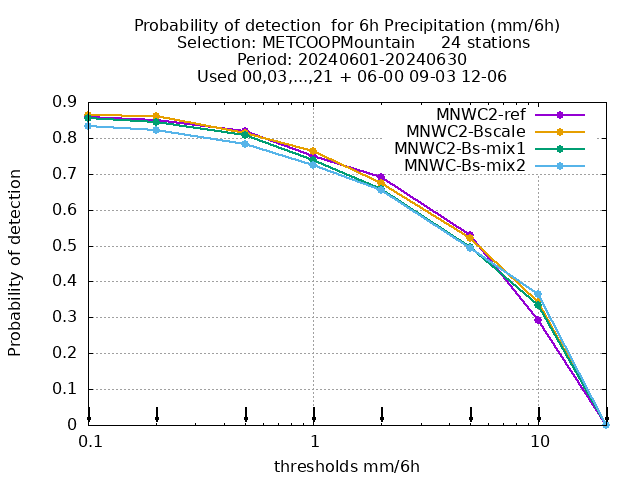 Probability of detection  for 6h Precipitation (mm/6h)
Selection: METCOOPMountain     24 stations
Period: 20240601-20240630
Used 00,03,...,21 + 06-00 09-03 12-06
MNWC2-ref
MNWC2-Bscale
MNWC2-Bs-mix1
MNWC-Bs-mix2
Probability of detection
0.9
0.8
0.7
0.6
0.5
0.4
0.3
0.2
0.1
0
0.1
1
10
thresholds mm/6h